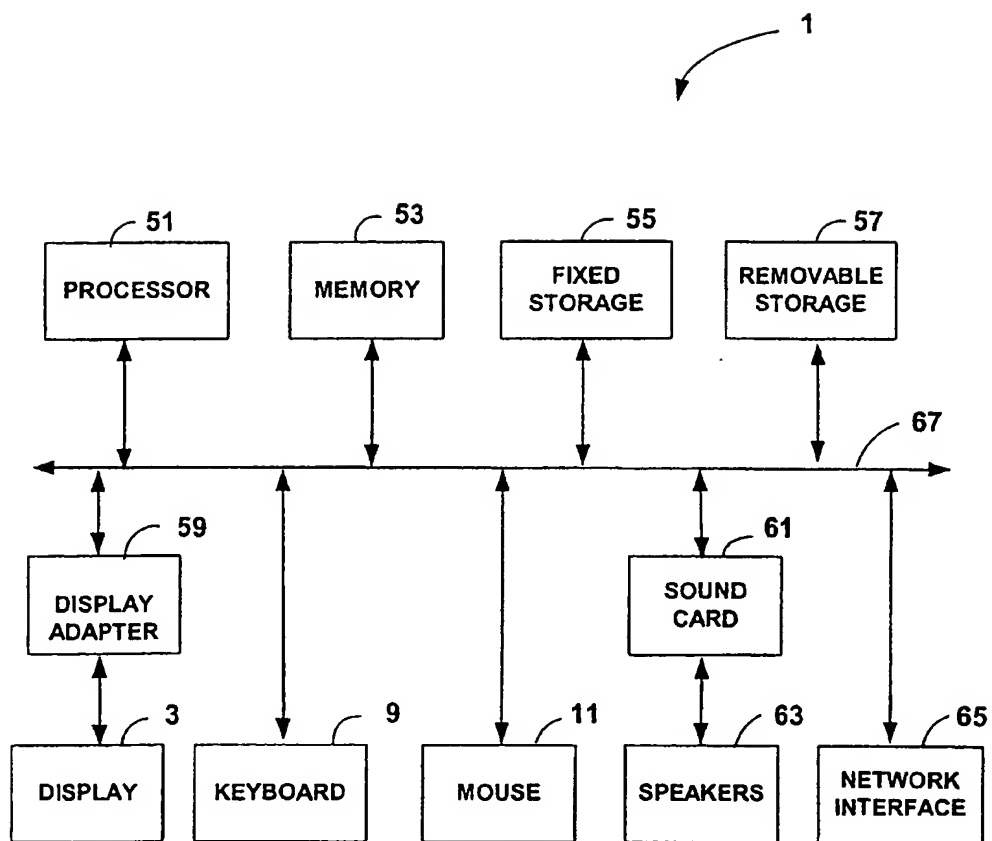 1
51
53
55
57
PROCESSOR
MEMORY
FIXED
STORAGE
REMOVABLE
STORAGE
67
59
61
DISPLAY
ADAPTER
SOUND
CARD
3
9
11
63
65
DISPLAY
KEYBOARD
MOUSE
SPEAKERS
NETWORK
INTERFACE